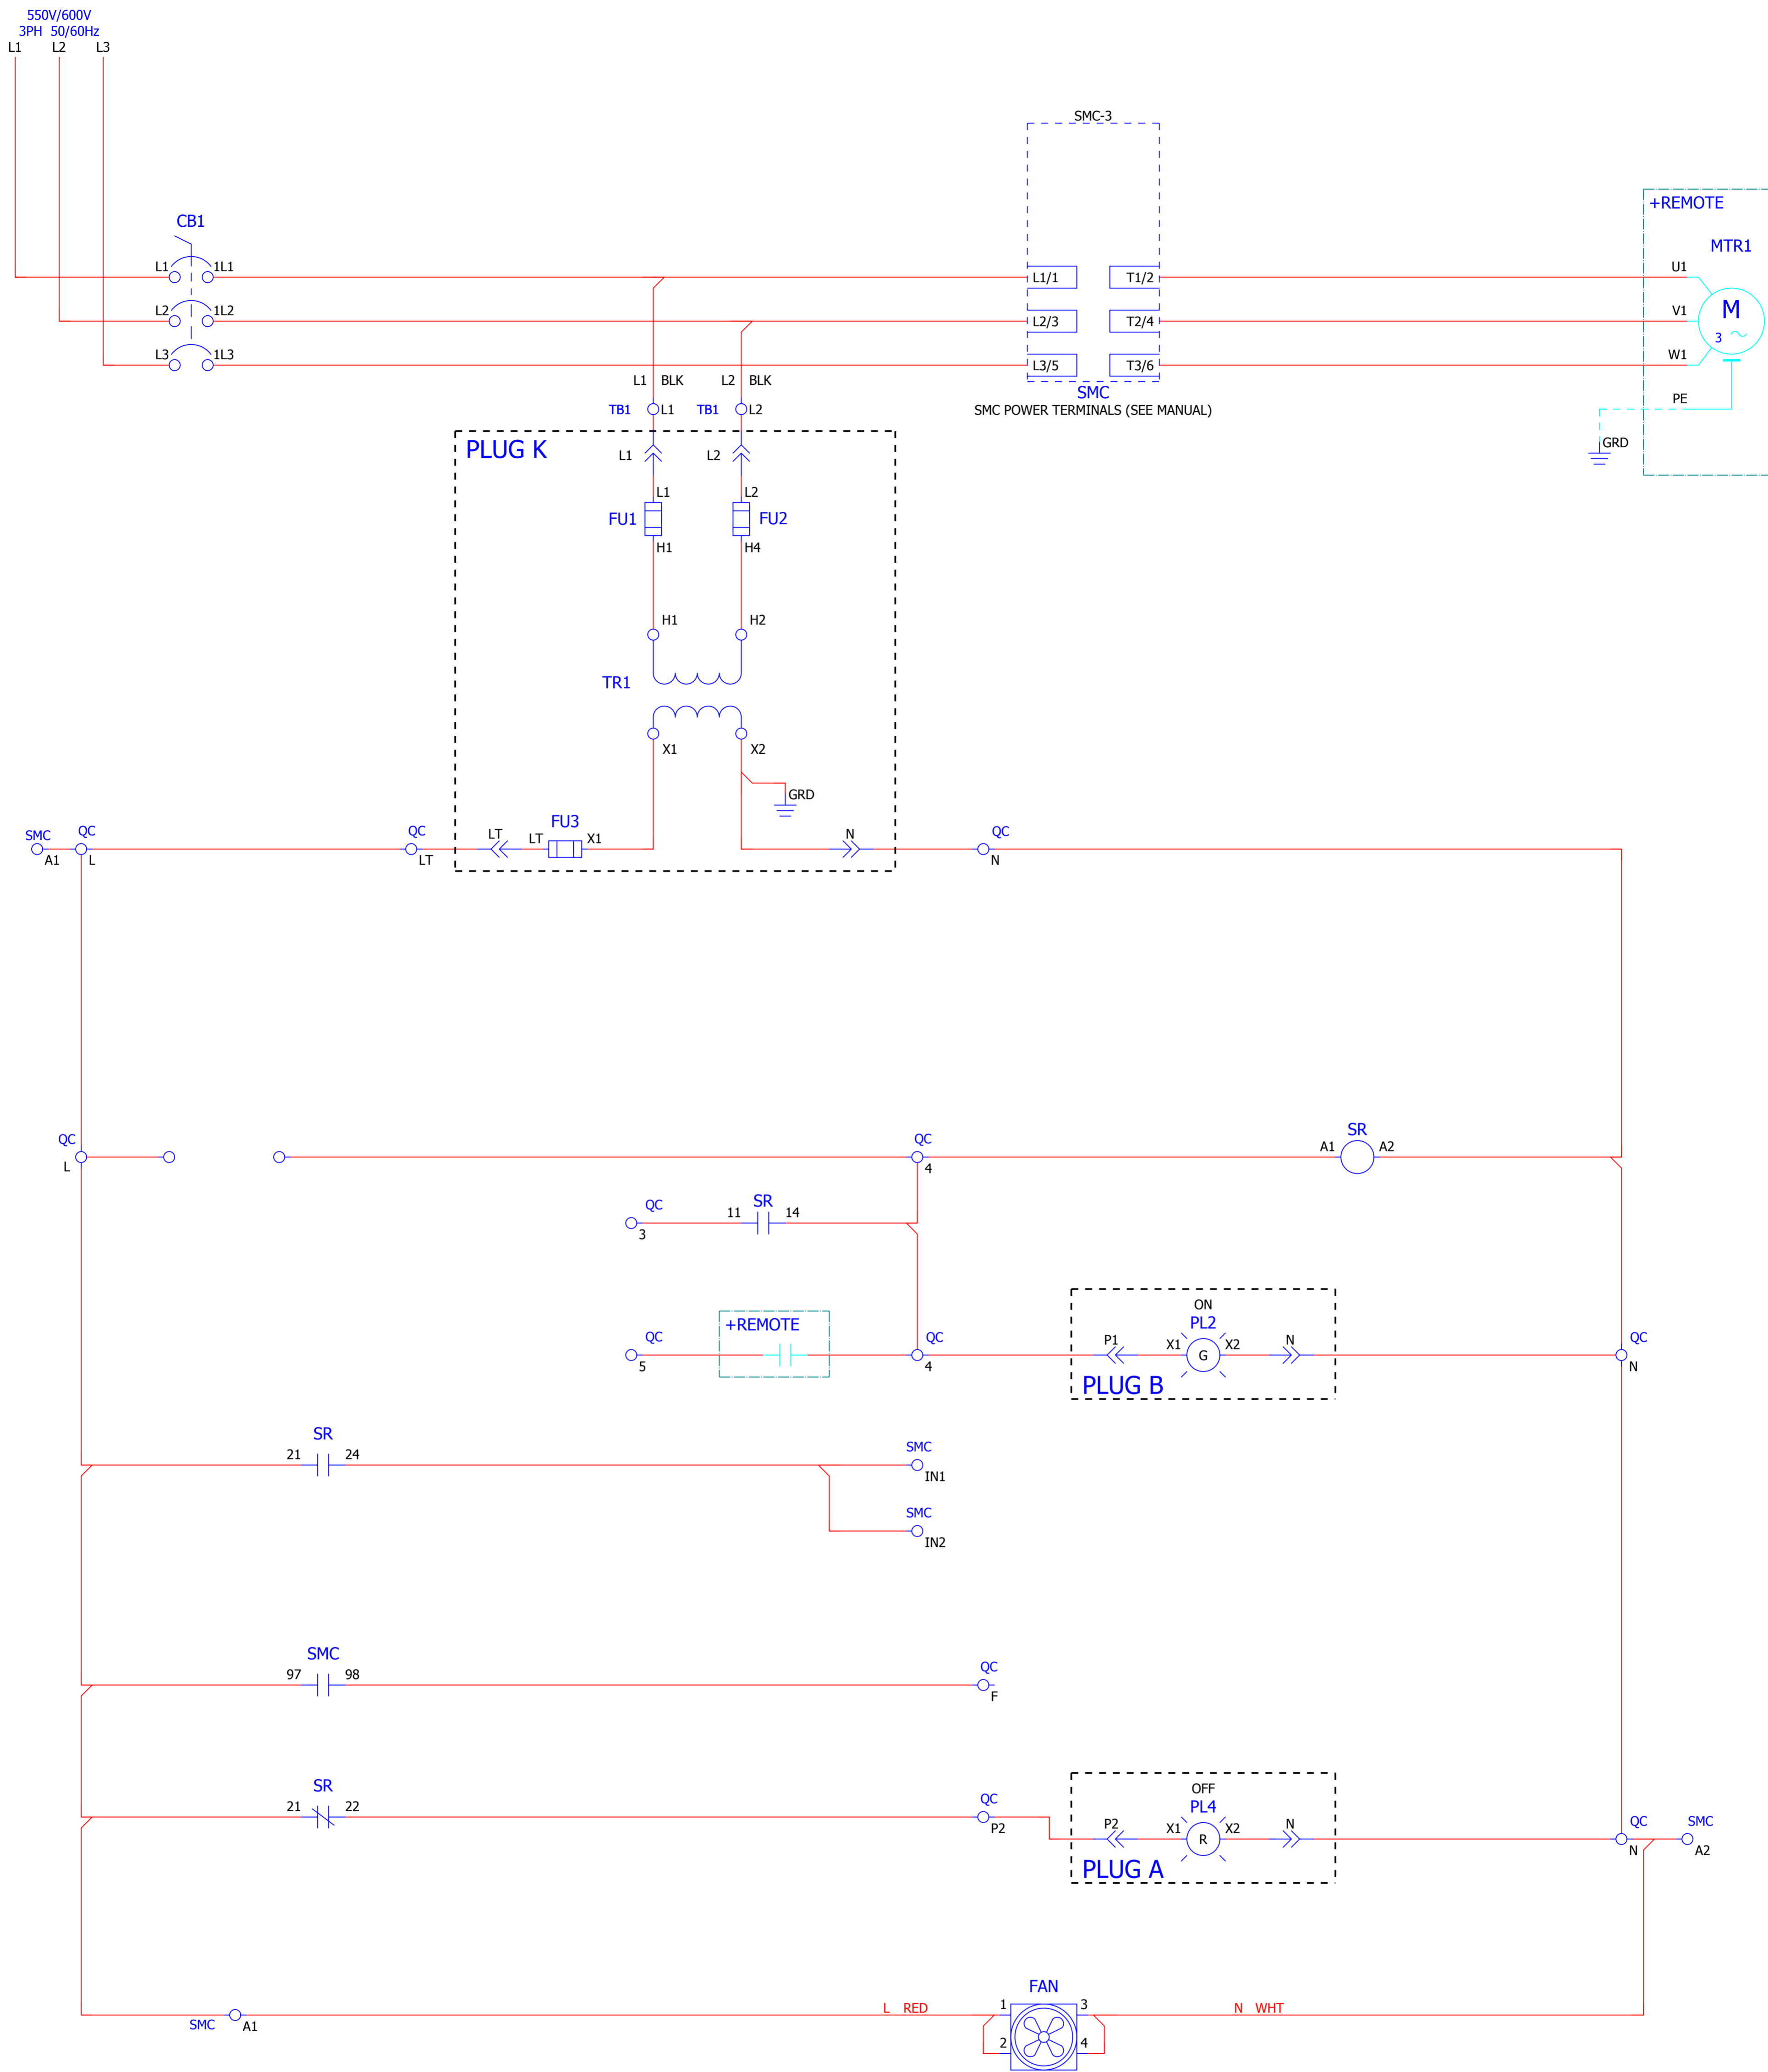 550V/600V
3PH 50/60Hz
L1 L2 L3
SMC-3
+REMOTE
CB1
MTR1
L1 1L1 L1/1 T1/2 U1
L2 1L2 L2/3 T2/4 V1
M
3
L3 1L3 L3/5 T3/6 W1
L1 BLK L2 BLK
SMC
PE
TB1 L1 TB1 L2
SMC POWER TERMINALS (SEE MANUAL)
GRD
PLUG K
L1 L2
L1 L2
FU1 FU2
H1 H4
H1 H2
TR1
X1 X2
GRD
FU3
SMC QC QC LT LT X1 N QC
A1 L LT N
QC QC SR
A1 A2
L 4
QC 11 SR 14
3
ON
+REMOTE PL2
QC QC P1 X1 X2 N QC
G
5 4 N
PLUG B
SR
21 24
SMC
IN1
SMC
IN2
SMC
97 98
QC
F
SR OFF
21 22 QC PL4
P2 P2 X1 X2 N QC SMC
R
N A2
PLUG A
FAN
L RED 1 3 N WHT
SMC A1
2 4